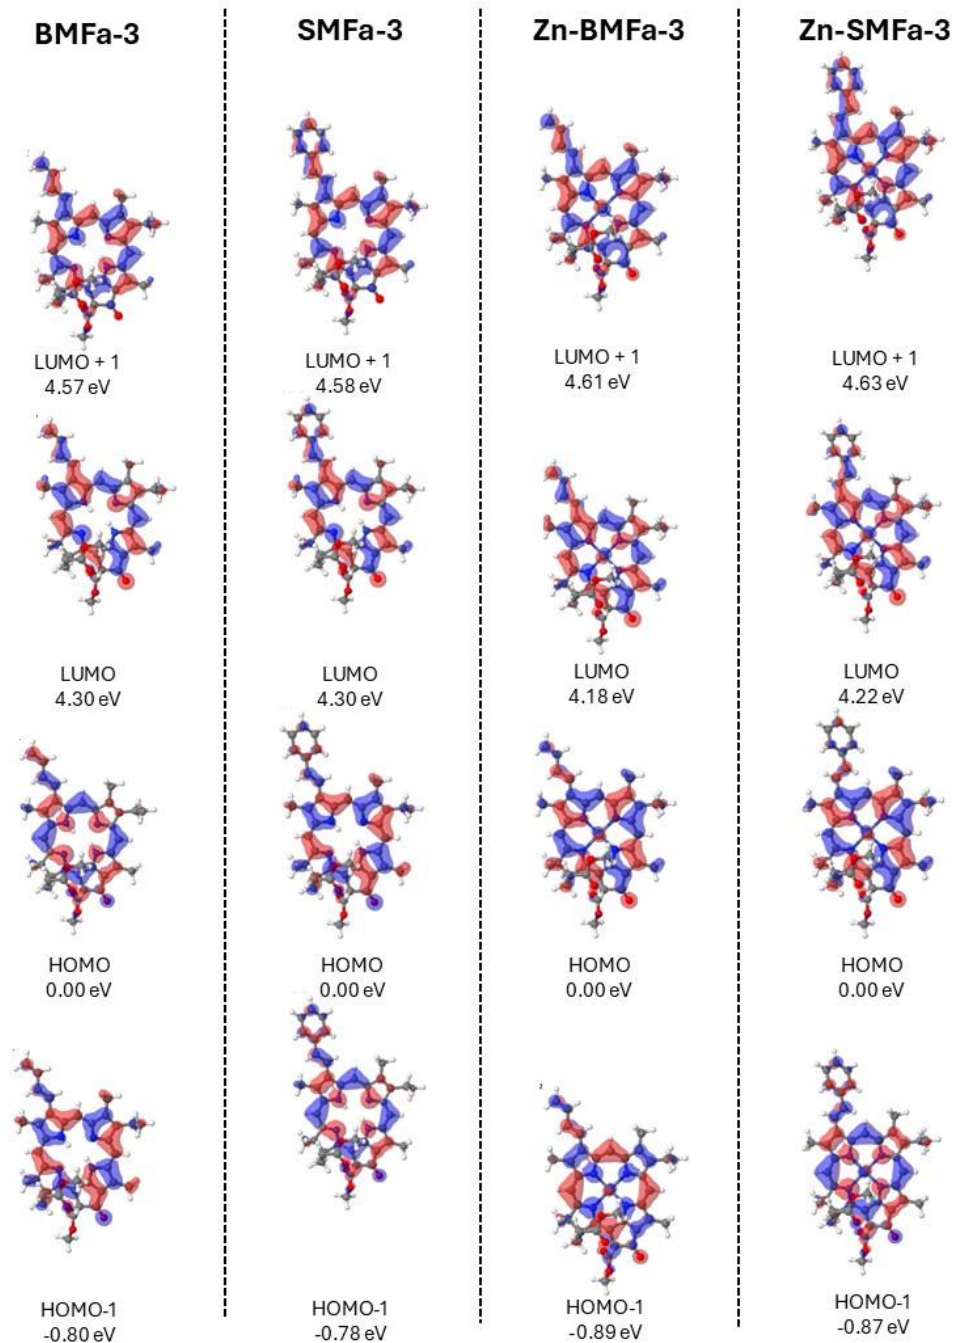 BMFa-3
SMFa-3
Zn-BMFa-3
Zn-SMFa-3
LUMO + 1
4.57 eV
LUMO + 1
4.58 eV
LUMO + 1
4.61 eV
LUMO + 1
4.63 eV
LUMO
4.30 eV
LUMO
4.30 eV
LUMO
4.18 eV
LUMO
4.22 eV
HOMO
0.00 eV
HOMO
0.00 eV
HOMO
0.00 eV
HOMO
0.00 eV
HOMO-1
-0.80 eV
HOMO-1
-0.78 eV
HOMO-1
-0.89 eV
HOMO-1
-0.87 eV